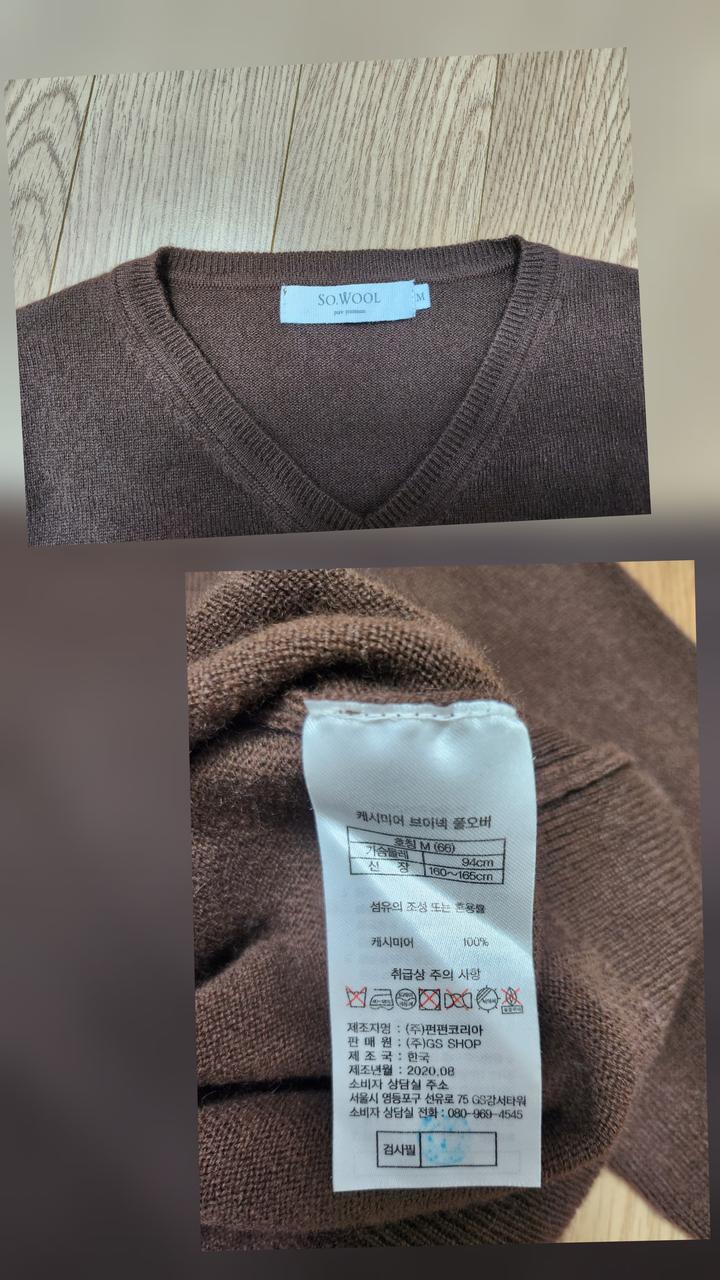 SO.WOOL
M
케시미어 브이넥 풀오버
호칭 M (66)
가슴둘레 94cm
신 장 160~165cm
섬유의 조성 또는 혼용률
케시미어 100%
취급상 주의 사항
제조자명 : (주)펀펀코리아
판 매 원 : (주)GS SHOP
제 조 국 : 한국
제조년월 : 2020.08
소비자 상담실 주소
서울시 영등포구 선유로 75 GS강서타워
소비자 상담실 전화 : 080-969-4545
검사필